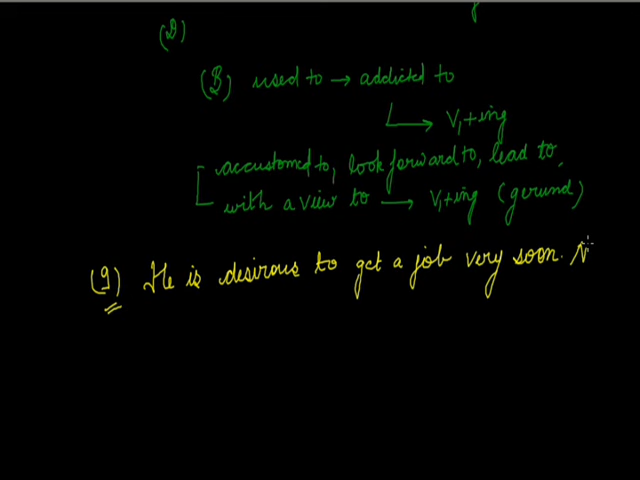 (D)
(B) used to → addicted to
→ V₁+ing
accustomed to, look forward to, lead to,
with a view to → V₁+ing (gerund)
(9) He is desirous to get a job very soon. N